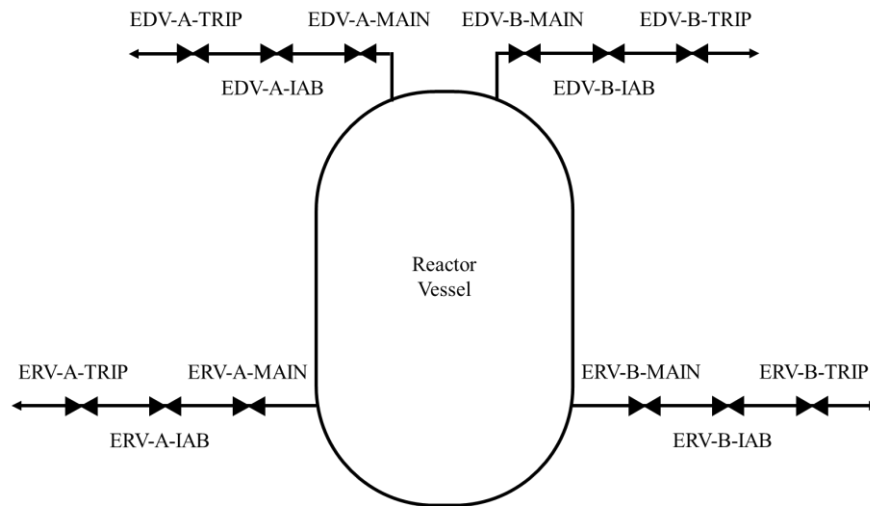 EDV-A-TRIP EDV-A-MAIN EDV-B-MAIN EDV-B-TRIP
EDV-A-IAB EDV-B-IAB
Reactor
Vessel
ERV-A-TRIP ERV-A-MAIN ERV-B-MAIN ERV-B-TRIP
ERV-A-IAB ERV-B-IAB